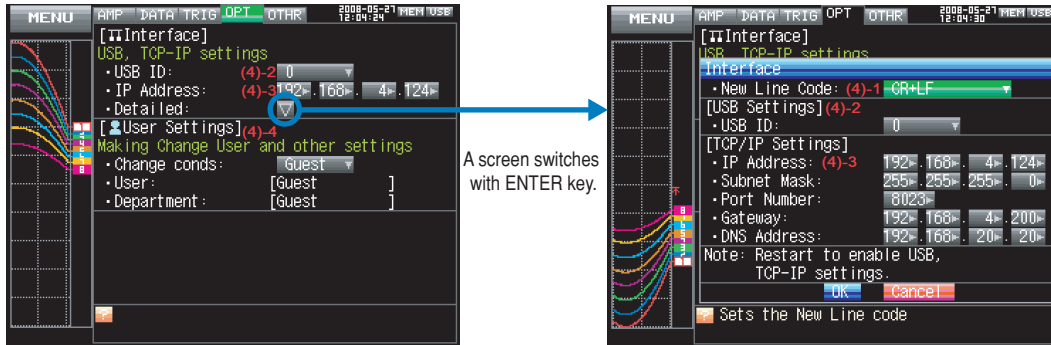 MENU
AMP DATA TRIG OPT OTHR 2008-05-27 12:04:24 MEM USB
[Interface]
USB, TCP-IP settings
・USB ID: (4)-2 0
・IP Address: (4)-3 192. 168. 4. 124
・Detailed:
[User Settings] (4)-4
Making Change User and other settings
・Change conds: Guest
・User: [Guest ]
・Department: [Guest ]
?
A screen switches
with ENTER key.
MENU
AMP DATA TRIG OPT OTHR 2008-05-27 12:04:30 MEM USB
[Interface]
USB, TCP-IP settings
Interface
・New Line Code: (4)-1 CR+LF
[USB Settings] (4)-2
・USB ID: 0
[TCP/IP Settings]
・IP Address: (4)-3 192. 168. 4. 124
・Subnet Mask: 255. 255. 255. 0
・Port Number: 8023
・Gateway: 192. 168. 4. 200
・DNS Address: 192. 168. 20. 20
Note: Restart to enable USB,
TCP-IP settings.
OK Cancel
? Sets the New Line code